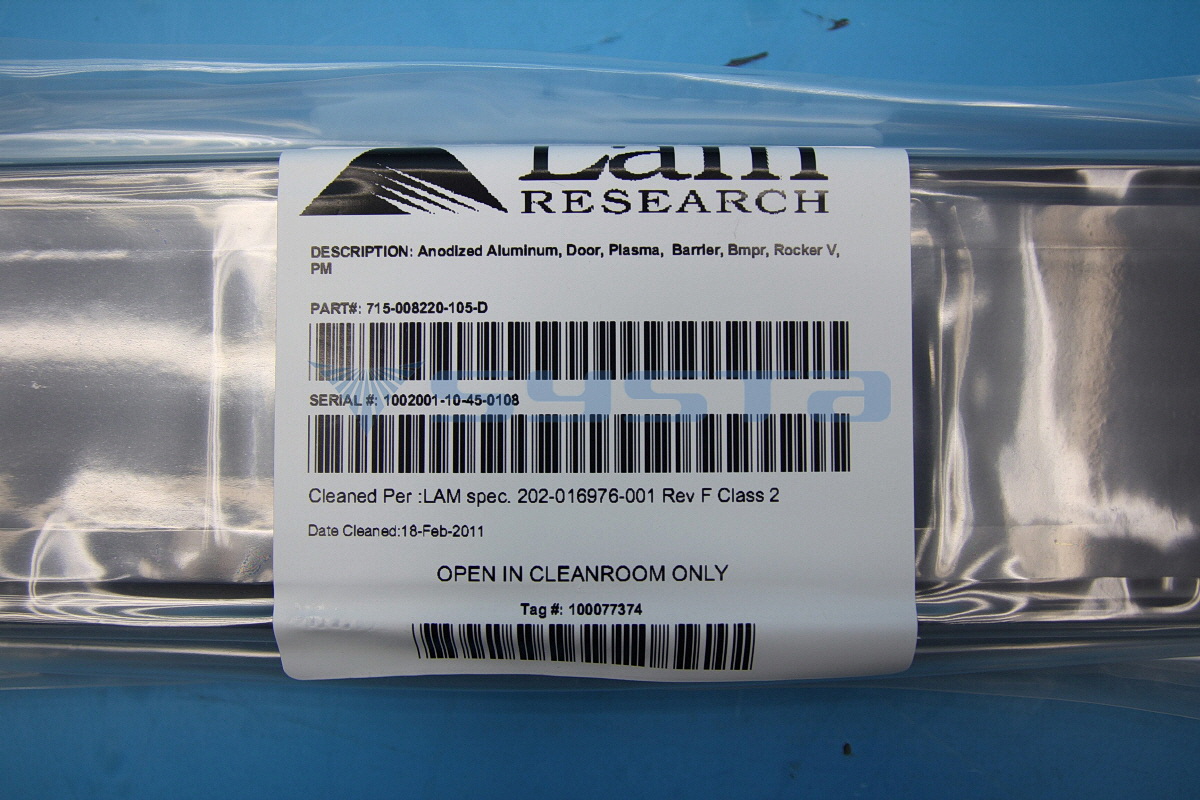 Lam
RESEARCH
DESCRIPTION: Anodized Aluminum, Door, Plasma, Barrier, Bmpr, Rocker V,
PM
PART#: 715-008220-105-D
systa
SERIAL #: 1002001-10-45-0108
Cleaned Per :LAM spec. 202-016976-001 Rev F Class 2
Date Cleaned:18-Feb-2011
OPEN IN CLEANROOM ONLY
Tag #: 100077374